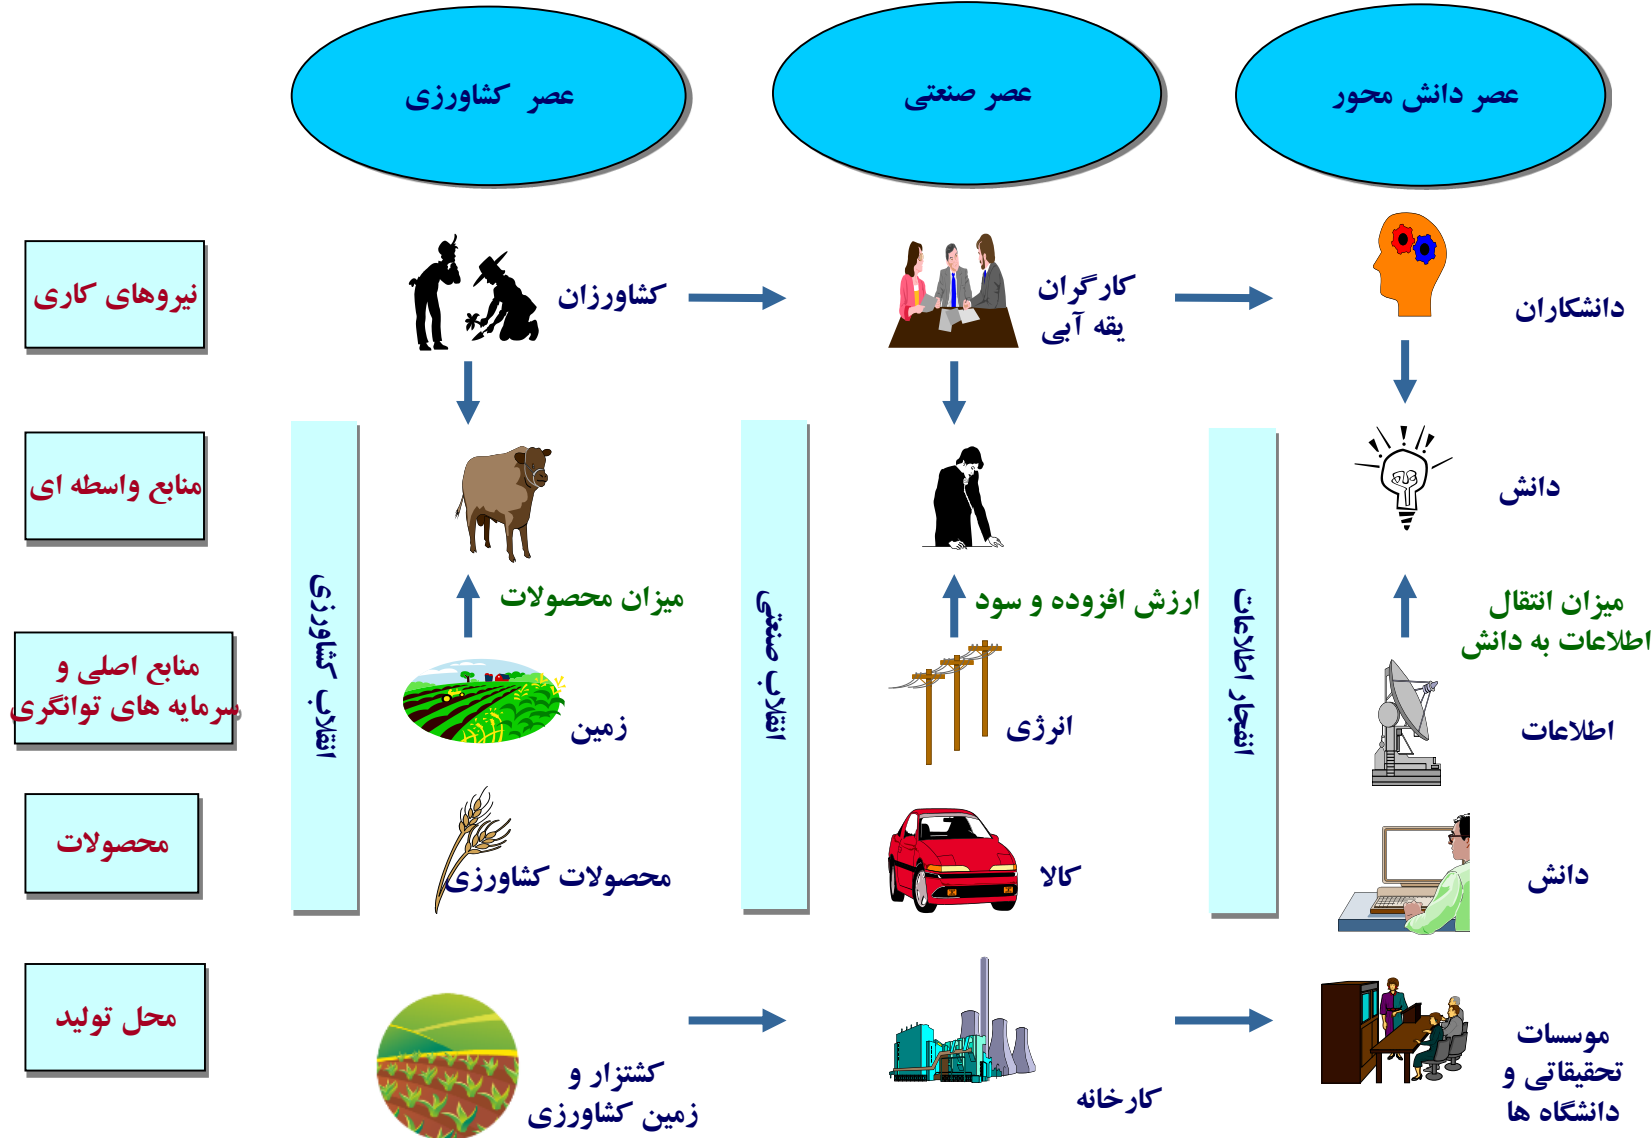 عصر کشاورزی
عصر صنعتی
عصر دانش محور
نیروهای کاری
کشاورزان
کارگران
یقه آبی
دانشکاران
منابع واسطه ای
دانش
انقلاب کشاورزی
میزان محصولات
انقلاب صنعتی
ارزش افزوده و سود
انفجار اطلاعات
میزان انتقال
اطلاعات به دانش
منابع اصلی و
سرمایه های توانگری
زمین
انرژی
اطلاعات
محصولات
محصولات کشاورزی
کالا
دانش
محل تولید
کشتزار و
زمین کشاورزی
کارخانه
موسسات
تحقیقاتی و
دانشگاه ها